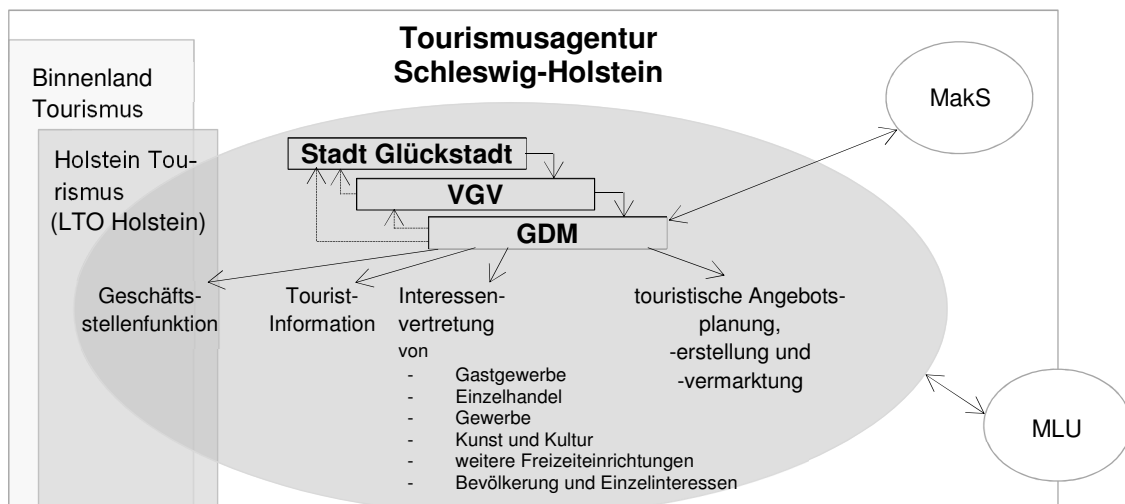 Tourismusagentur
Schleswig-Holstein
Binnenland
Tourismus
MakS
Holstein Tou-
rismus
(LTO Holstein)
Stadt Glückstadt
VGV
GDM
Geschäfts-
stellenfunktion
Tourist-
Information
Interessen-
vertretung
von
- Gastgewerbe
- Einzelhandel
- Gewerbe
- Kunst und Kultur
- weitere Freizeiteinrichtungen
- Bevölkerung und Einzelinteressen
touristische Angebots-
planung,
-erstellung und
-vermarktung
MLU